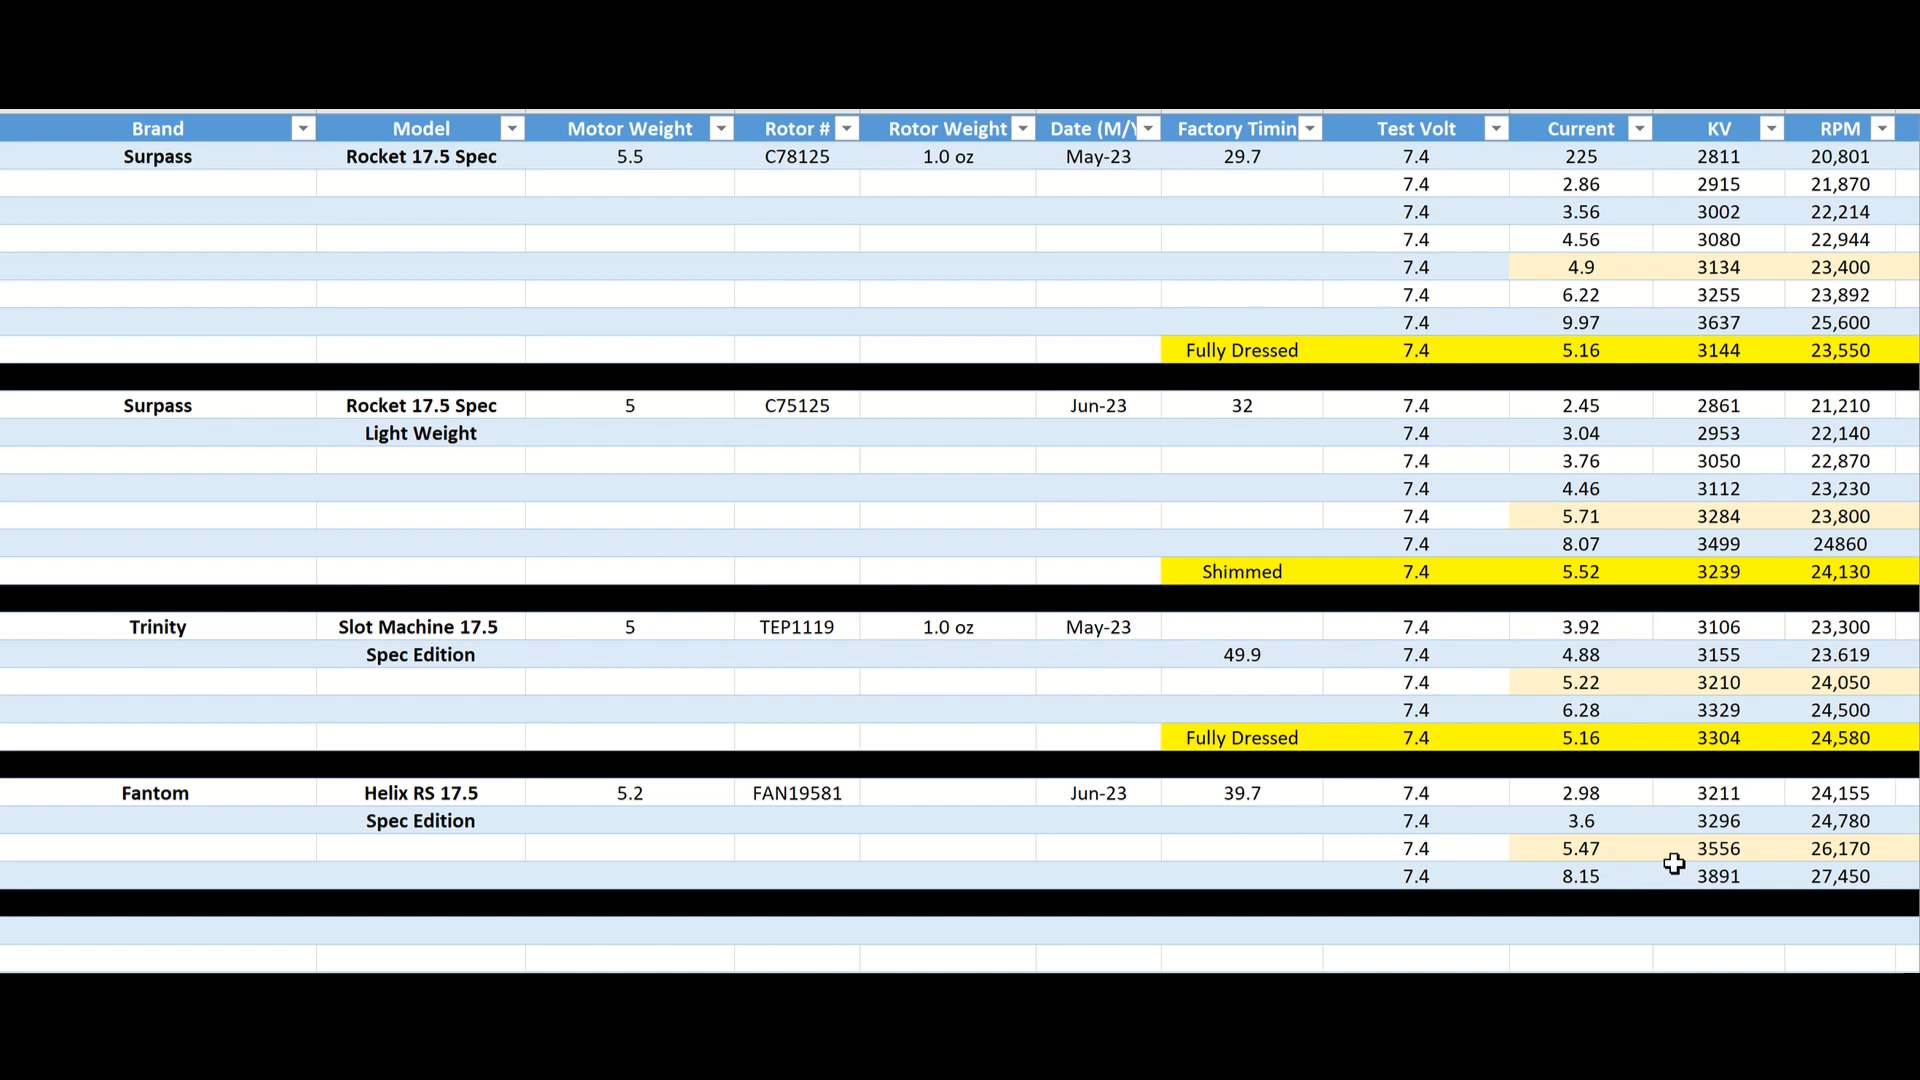 Brand Model Motor Weight Rotor # Rotor Weight Date (M/Y Factory Timin Test Volt Current KV RPM
Surpass Rocket 17.5 Spec 5.5 C78125 1.0 oz May-23 29.7 7.4 225 2811 20,801
7.4 2.86 2915 21,870
7.4 3.56 3002 22,214
7.4 4.56 3080 22,944
7.4 4.9 3134 23,400
7.4 6.22 3255 23,892
7.4 9.97 3637 25,600
Fully Dressed 7.4 5.16 3144 23,550
Surpass Rocket 17.5 Spec 5 C75125 Jun-23 32 7.4 2.45 2861 21,210
Light Weight 7.4 3.04 2953 22,140
7.4 3.76 3050 22,870
7.4 4.46 3112 23,230
7.4 5.71 3284 23,800
7.4 8.07 3499 24860
Shimmed 7.4 5.52 3239 24,130
Trinity Slot Machine 17.5 5 TEP1119 1.0 oz May-23 7.4 3.92 3106 23,300
Spec Edition 49.9 7.4 4.88 3155 23.619
7.4 5.22 3210 24,050
7.4 6.28 3329 24,500
Fully Dressed 7.4 5.16 3304 24,580
Fantom Helix RS 17.5 5.2 FAN19581 Jun-23 39.7 7.4 2.98 3211 24,155
Spec Edition 7.4 3.6 3296 24,780
7.4 5.47 3556 26,170
7.4 8.15 3891 27,450